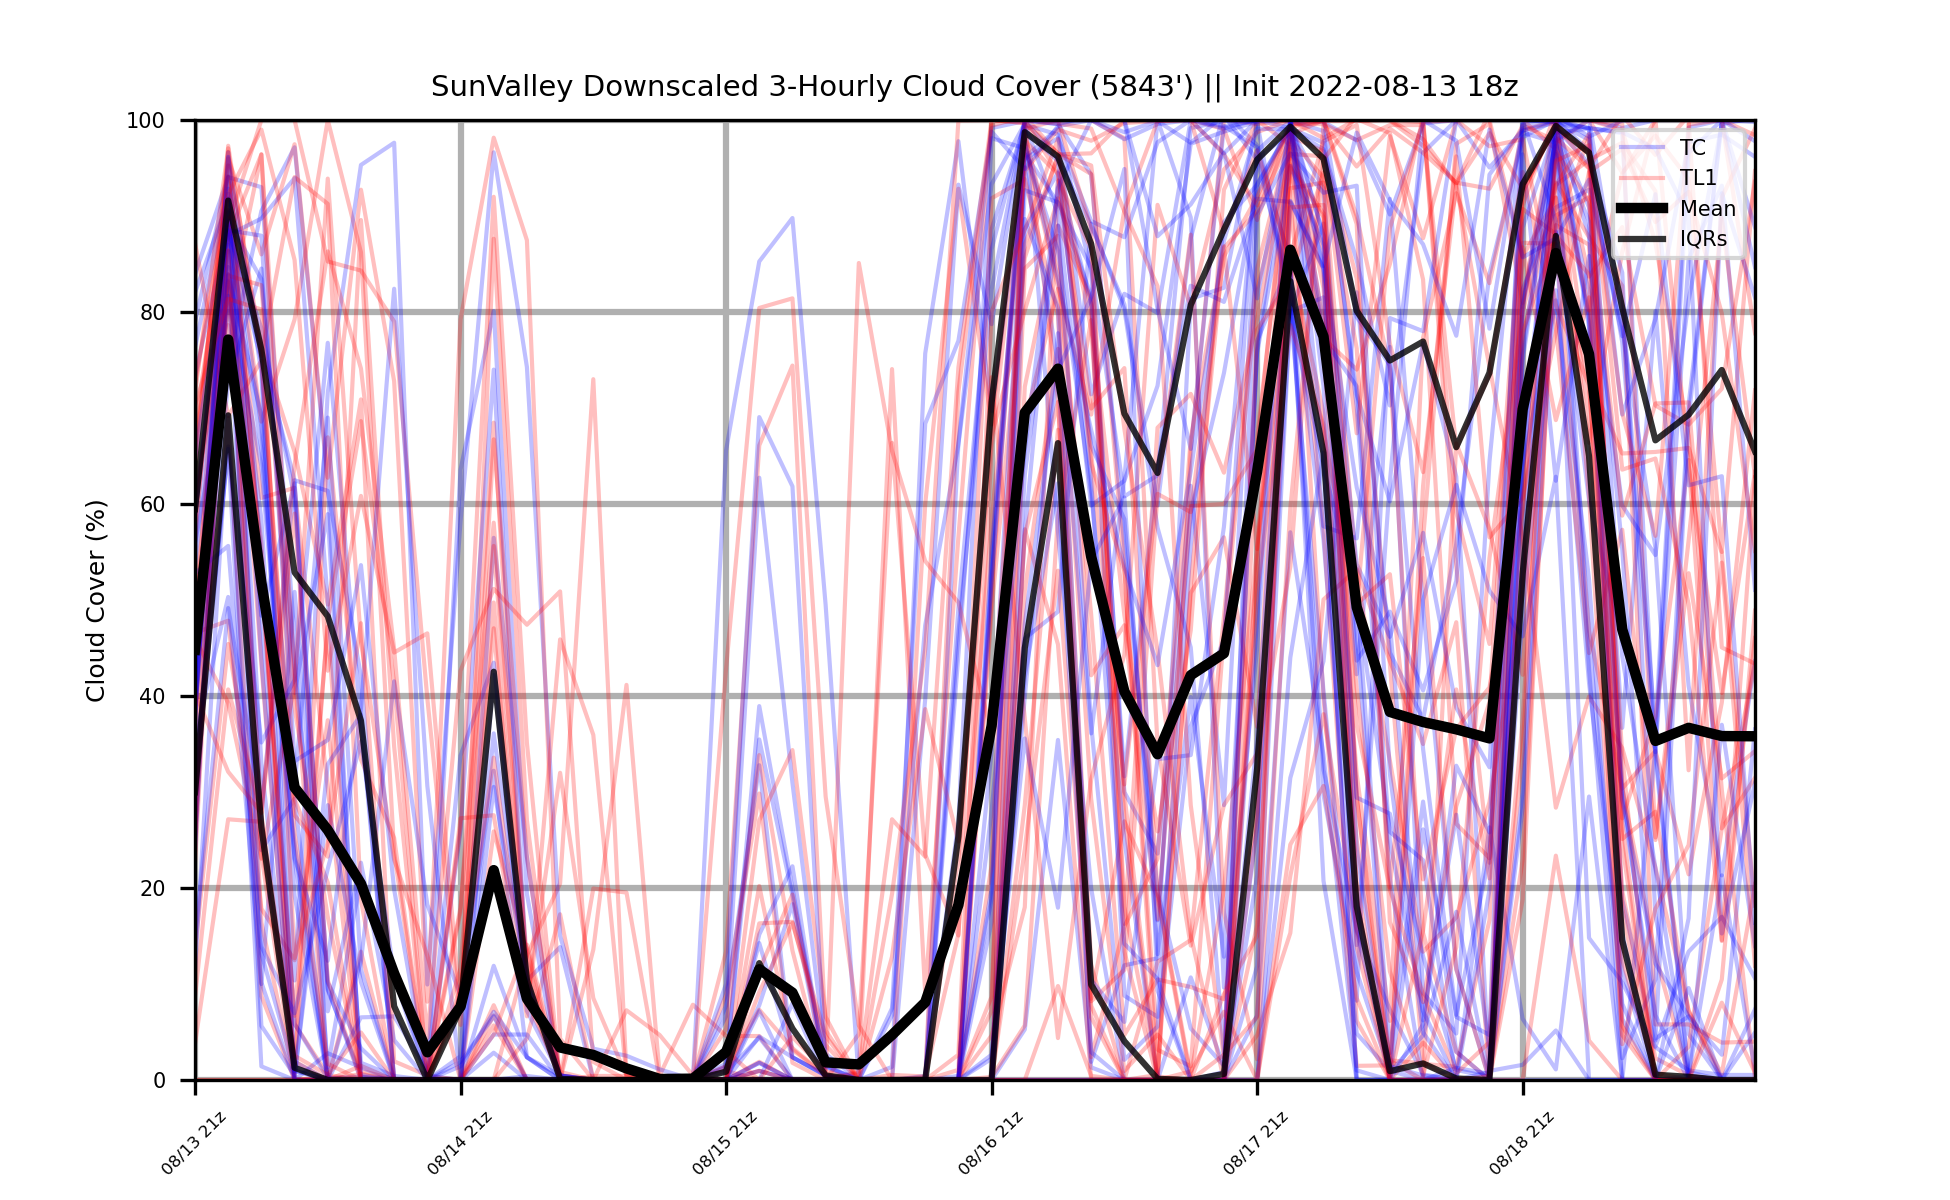 SunValley Downscaled 3-Hourly Cloud Cover (5843') || Init 2022-08-13 18z
Cloud Cover (%)
100
80
60
40
20
0
TC
TL1
Mean
IQRs
08/13 21z
08/14 21z
08/15 21z
08/16 21z
08/17 21z
08/18 21z